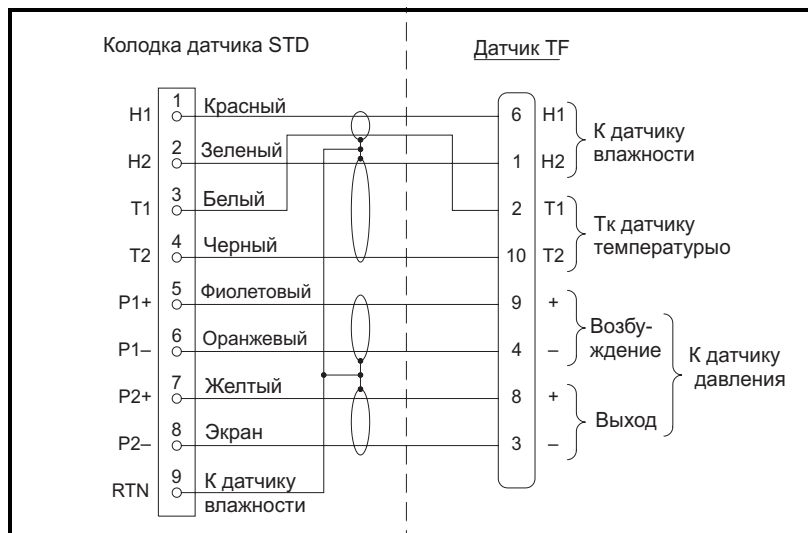 Колодка датчика STD
Датчик TF
H1 1 Красный 6 H1
H2 2 Зеленый 1 H2
К датчику
влажности
T1 3 Белый 2 T1
T2 4 Черный 10 T2
Тк датчику
температурыо
P1+ 5 Фиолетовый 9 +
P1– 6 Оранжевый 4 –
Возбу-
ждение
P2+ 7 Желтый 8 +
P2– 8 Экран 3 –
Выход
К датчику
давления
RTN 9 К датчику
влажности